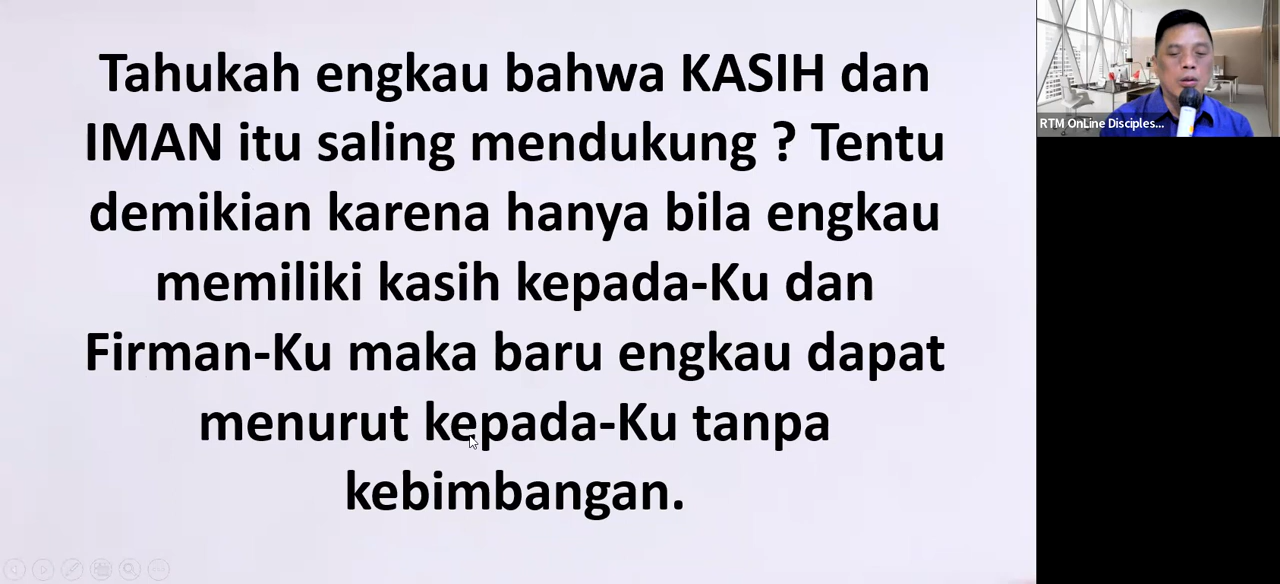 Tahukah engkau bahwa KASIH dan
IMAN itu saling mendukung ? Tentu
demikian karena hanya bila engkau
memiliki kasih kepada-Ku dan
Firman-Ku maka baru engkau dapat
menurut kepada-Ku tanpa
kebimbangan.
RTM OnLine Disciples...